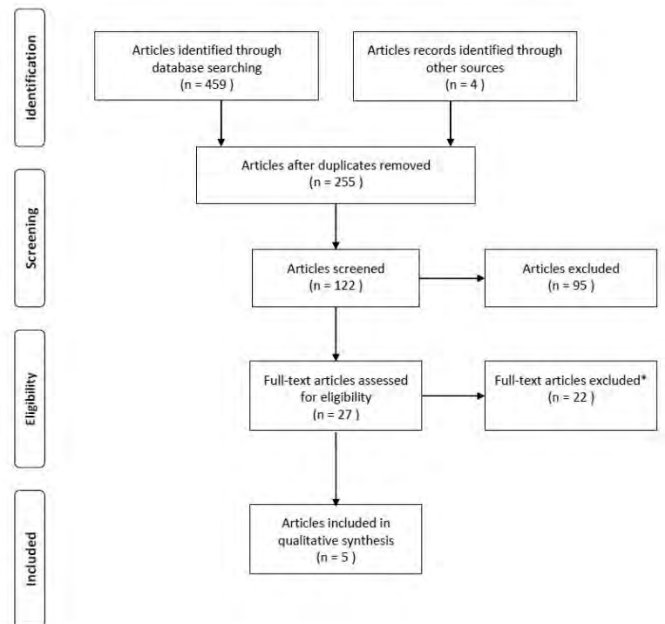 Identification
Articles identified through
database searching
(n = 459 )
Articles records identified through
other sources
(n = 4 )
Articles after duplicates removed
(n = 255 )
Screening
Articles screened
(n = 122 )
Articles excluded
(n = 95 )
Eligibility
Full-text articles assessed
for eligibility
(n = 27 )
Full-text articles excluded*
(n = 22 )
Included
Articles included in
qualitative synthesis
(n = 5 )